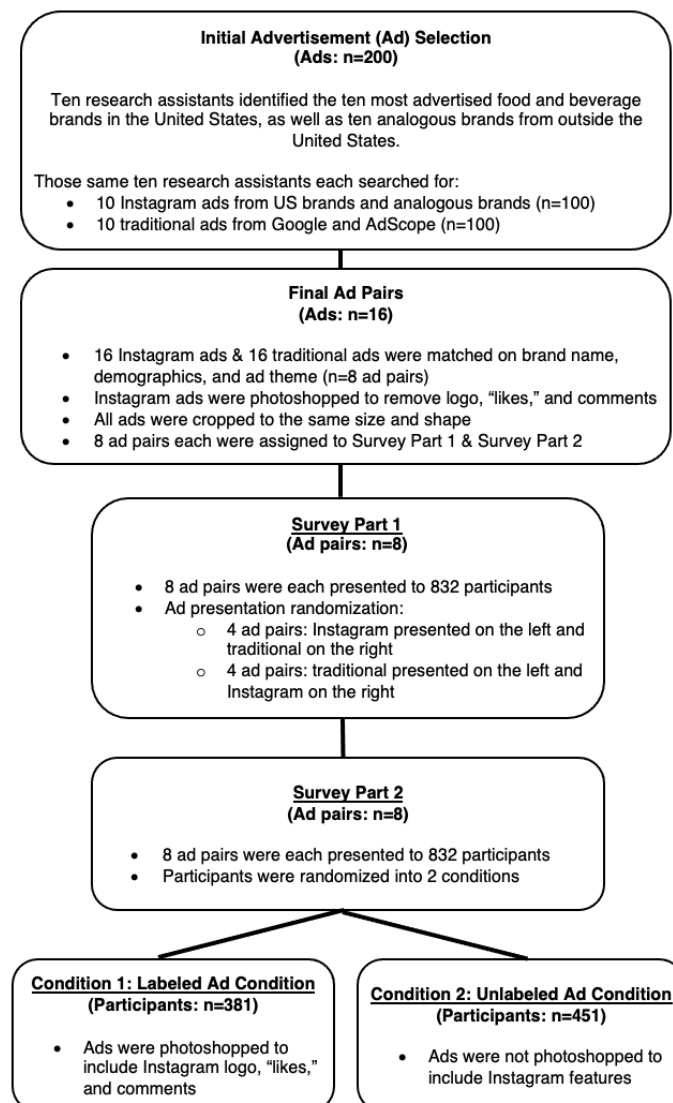 Initial Advertisement (Ad) Selection
(Ads: n=200)
Ten research assistants identified the ten most advertised food and beverage
brands in the United States, as well as ten analogous brands from outside the
United States.
Those same ten research assistants each searched for:
• 10 Instagram ads from US brands and analogous brands (n=100)
• 10 traditional ads from Google and AdScope (n=100)
Final Ad Pairs
(Ads: n=16)
• 16 Instagram ads & 16 traditional ads were matched on brand name,
demographics, and ad theme (n=8 ad pairs)
• Instagram ads were photoshopped to remove logo, “likes,” and comments
• All ads were cropped to the same size and shape
• 8 ad pairs each were assigned to Survey Part 1 & Survey Part 2
Survey Part 1
(Ad pairs: n=8)
• 8 ad pairs were each presented to 832 participants
• Ad presentation randomization:
o 4 ad pairs: Instagram presented on the left and
traditional on the right
o 4 ad pairs: traditional presented on the left and
Instagram on the right
Survey Part 2
(Ad pairs: n=8)
• 8 ad pairs were each presented to 832 participants
• Participants were randomized into 2 conditions
Condition 1: Labeled Ad Condition
(Participants: n=381)
• Ads were photoshopped to
include Instagram logo, “likes,”
and comments
Condition 2: Unlabeled Ad Condition
(Participants: n=451)
• Ads were not photoshopped to
include Instagram features